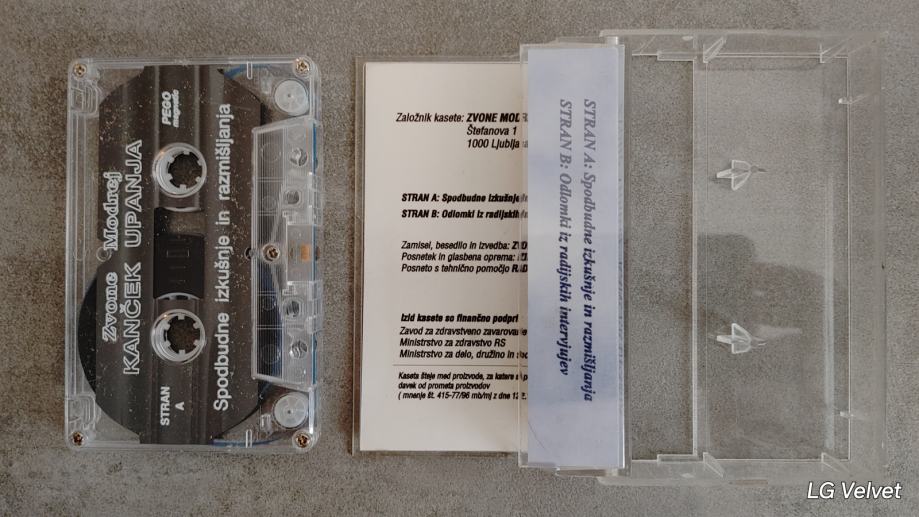 Zvone Modrej
KANČEK UPANJA
PEGO
STRAN
A
Spodbudne izkušnje in razmišljanja
Založnik kasete: ZVONE MODR
Štefanova 1
1000 Ljublja
STRAN A: Spodbudne izkušnje
STRAN B: Odlomki iz radijskih
Zamisel, besedilo in izvedba:
Posnetek in glasbena oprema:
Posneto s tehnično pomočjo
Izid kasete so finančno podprl
Zavod za zdravstveno zavarovanje
Ministrstvo za zdravstvo RS
Ministrstvo za delo, družino in
Kaseta šteje med proizvode, za katere
davek od prometa proizvodov
( mnenje št. 415-77/96 mb/mj z dne
STRAN A: Spodbudne izkušnje in razmišljanja
STRAN B: Odlomki iz radijskih intervjujev
LG Velvet